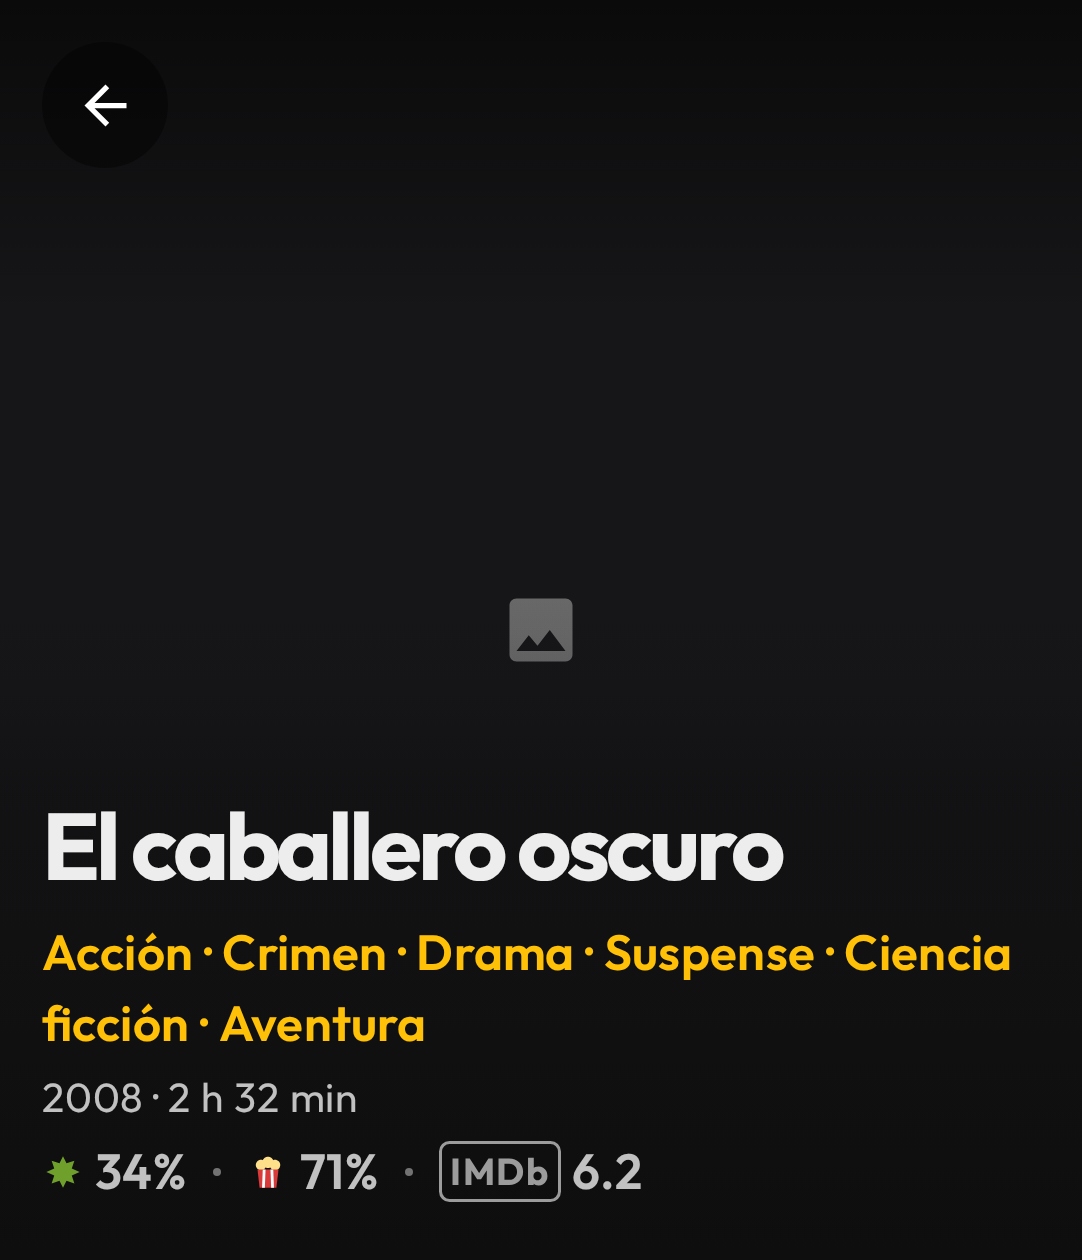 El caballero oscuro
Acción · Crimen · Drama · Suspense · Ciencia
ficción · Aventura
2008 · 2 h 32 min
34% · 71% · IMDb 6.2